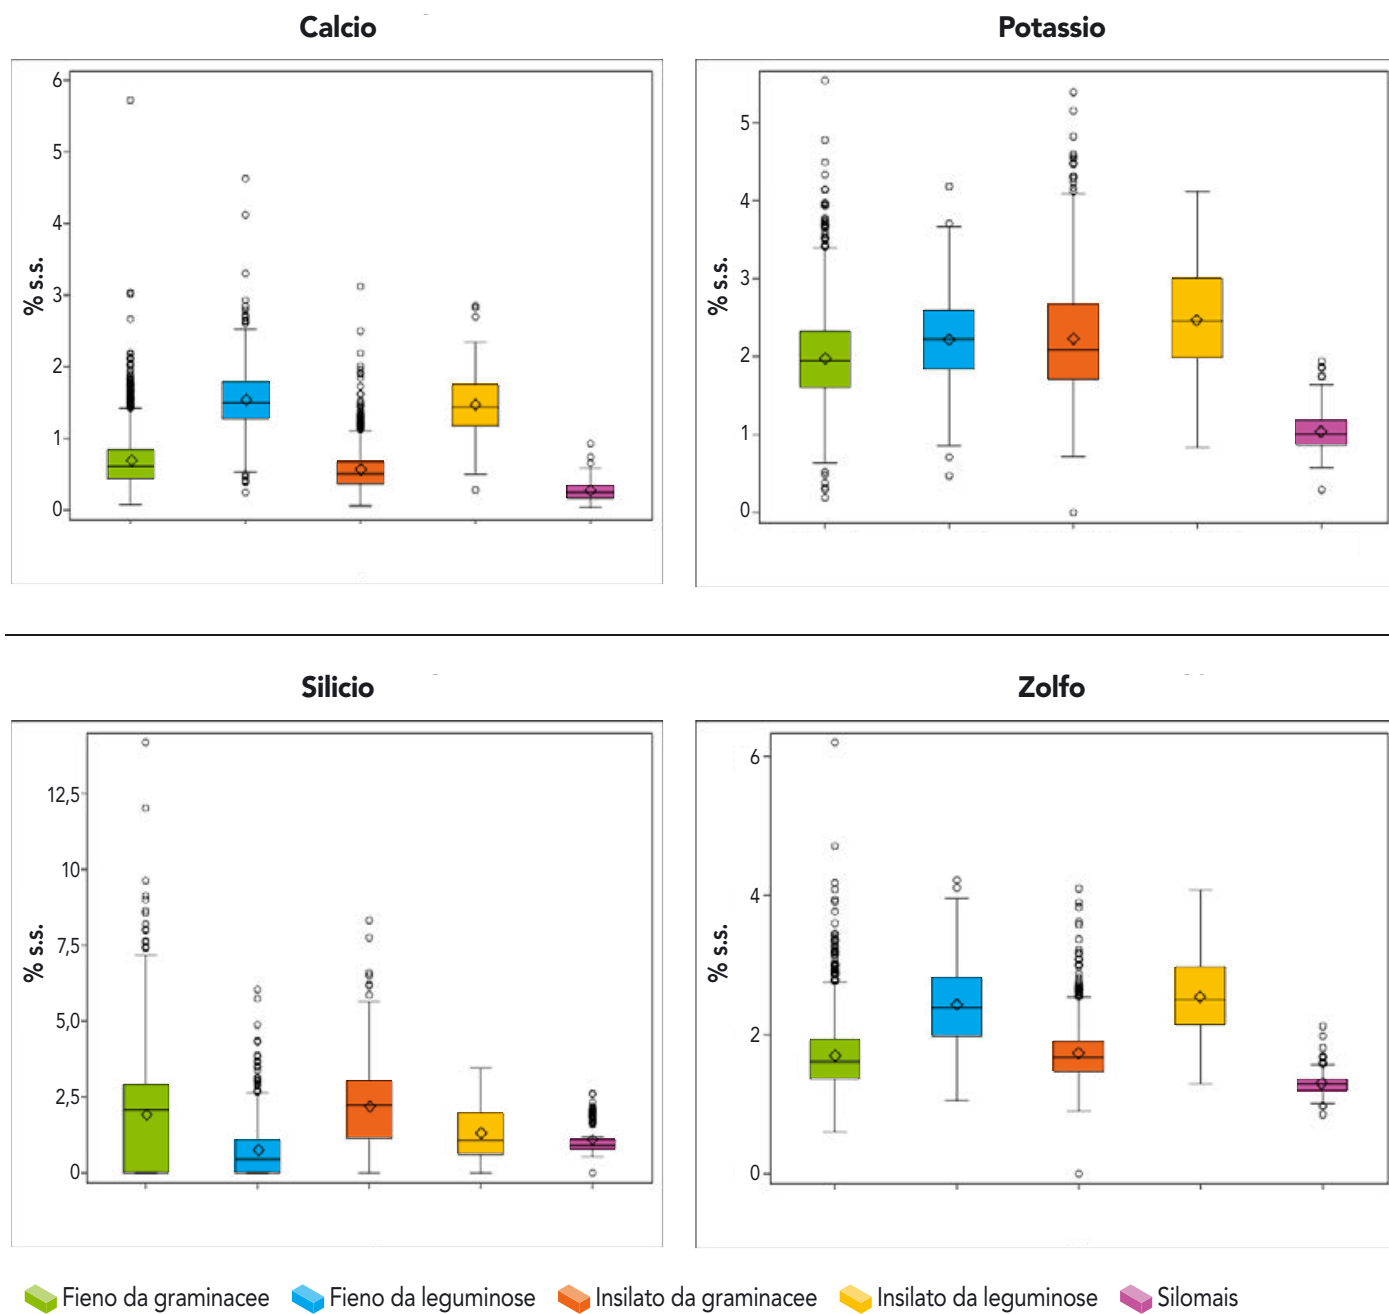 Calcio
Potassio
% s.s.
6
5
4
3
2
1
0
% s.s.
5
4
3
2
1
0
Silicio
Zolfo
% s.s.
12,5
10
7,5
5,0
2,5
0
% s.s.
6
4
2
0
Fieno da graminacee Fieno da leguminose Insilato da graminacee Insilato da leguminose Silomais